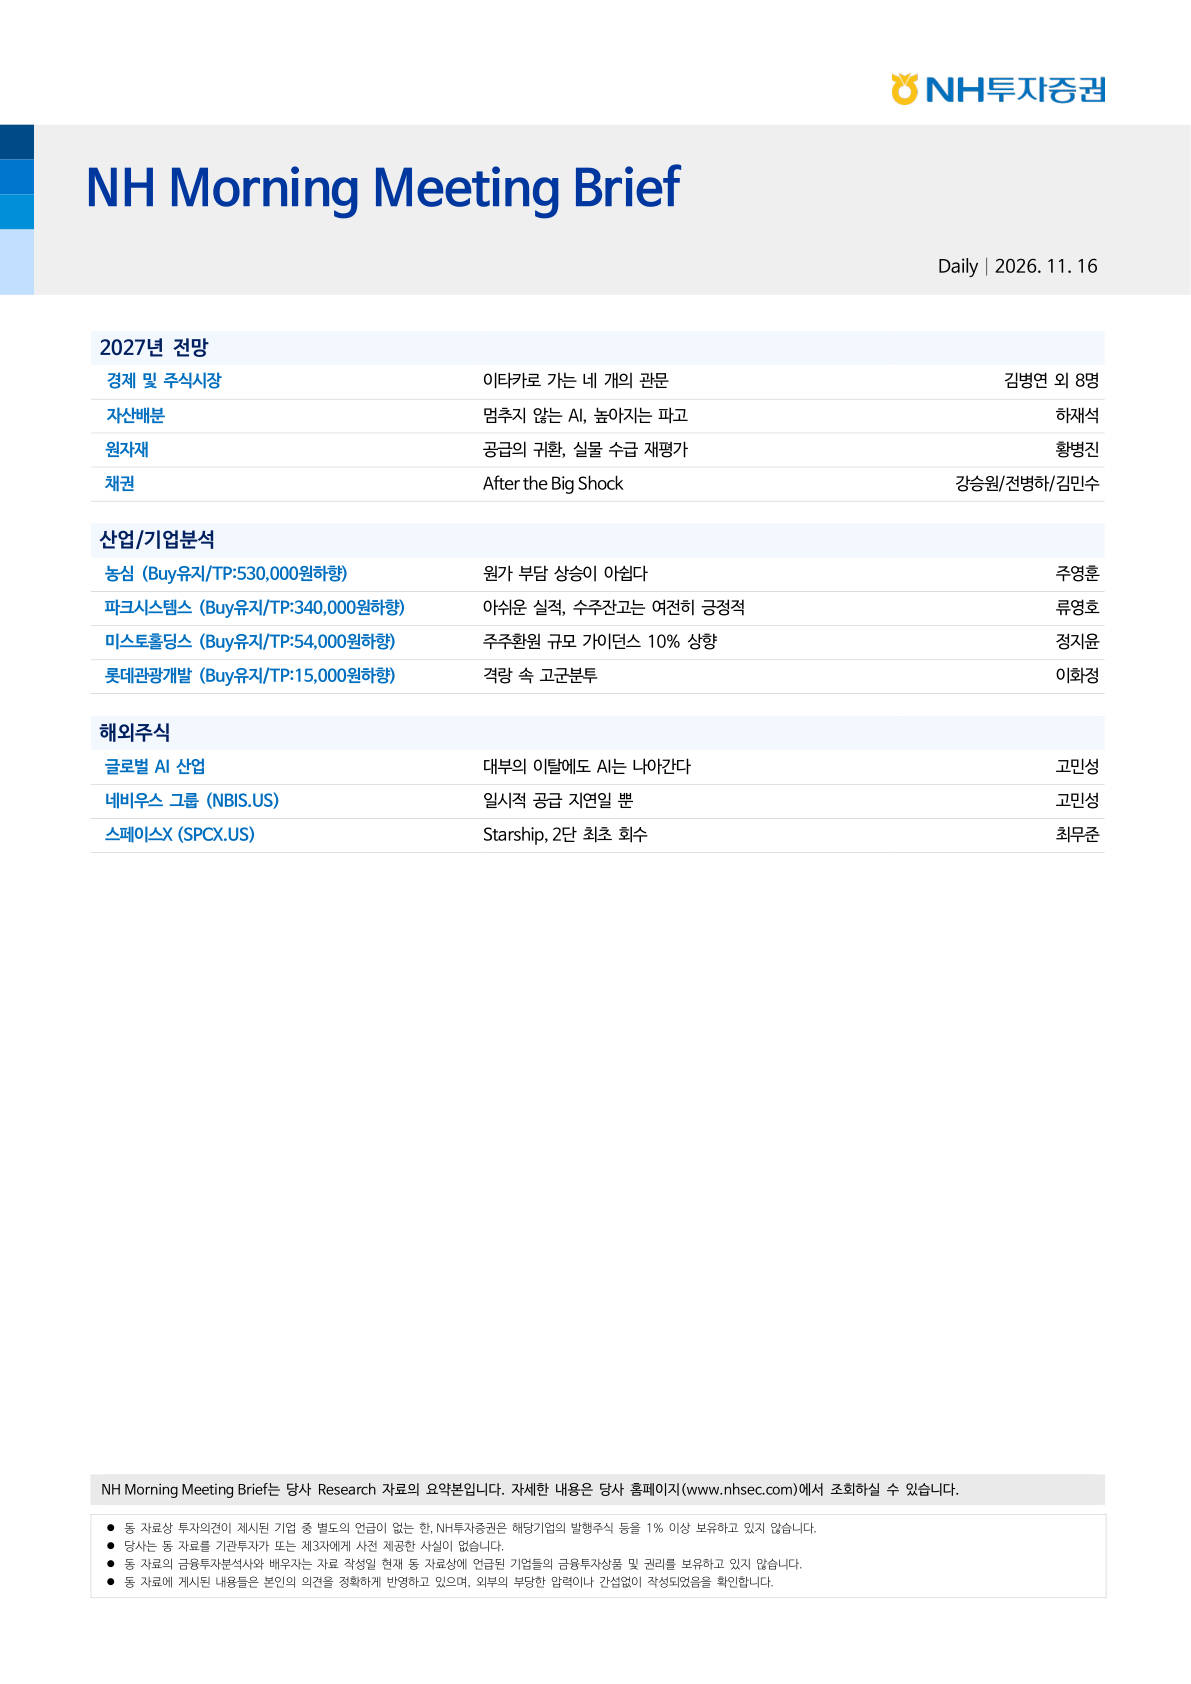 NH투자증권
NH Morning Meeting Brief
Daily | 2026. 11. 16
2027년 전망
경제 및 주식시장 이타카로 가는 네 개의 관문 김병연 외 8명
자산배분 멈추지 않는 AI, 높아지는 파고 하재석
원자재 공급의 귀환, 실물 수급 재평가 황병진
채권 After the Big Shock 강승원/전병하/김민수
산업/기업분석
농심 (Buy유지/TP:530,000원하향) 원가 부담 상승이 아쉽다 주영훈
파크시스템스 (Buy유지/TP:340,000원하향) 아쉬운 실적, 수주잔고는 여전히 긍정적 류영호
미스토홀딩스 (Buy유지/TP:54,000원하향) 주주환원 규모 가이던스 10% 상향 정지윤
롯데관광개발 (Buy유지/TP:15,000원하향) 격랑 속 고군분투 이화정
해외주식
글로벌 AI 산업 대부의 이탈에도 AI는 나아간다 고민성
네비우스 그룹 (NBIS.US) 일시적 공급 지연일 뿐 고민성
스페이스X (SPCX.US) Starship, 2단 최초 회수 최무준
NH Morning Meeting Brief는 당사 Research 자료의 요약본입니다. 자세한 내용은 당사 홈페이지(www.nhsec.com)에서 조회하실 수 있습니다.
● 동 자료상 투자의견이 제시된 기업 중 별도의 언급이 없는 한, NH투자증권은 해당기업의 발행주식 등을 1% 이상 보유하고 있지 않습니다.
● 당사는 동 자료를 기관투자가 또는 제3자에게 사전 제공한 사실이 없습니다.
● 동 자료의 금융투자분석사와 배우자는 자료 작성일 현재 동 자료상에 언급된 기업들의 금융투자상품 및 권리를 보유하고 있지 않습니다.
● 동 자료에 게시된 내용들은 본인의 의견을 정확하게 반영하고 있으며, 외부의 부당한 압력이나 간섭없이 작성되었음을 확인합니다.